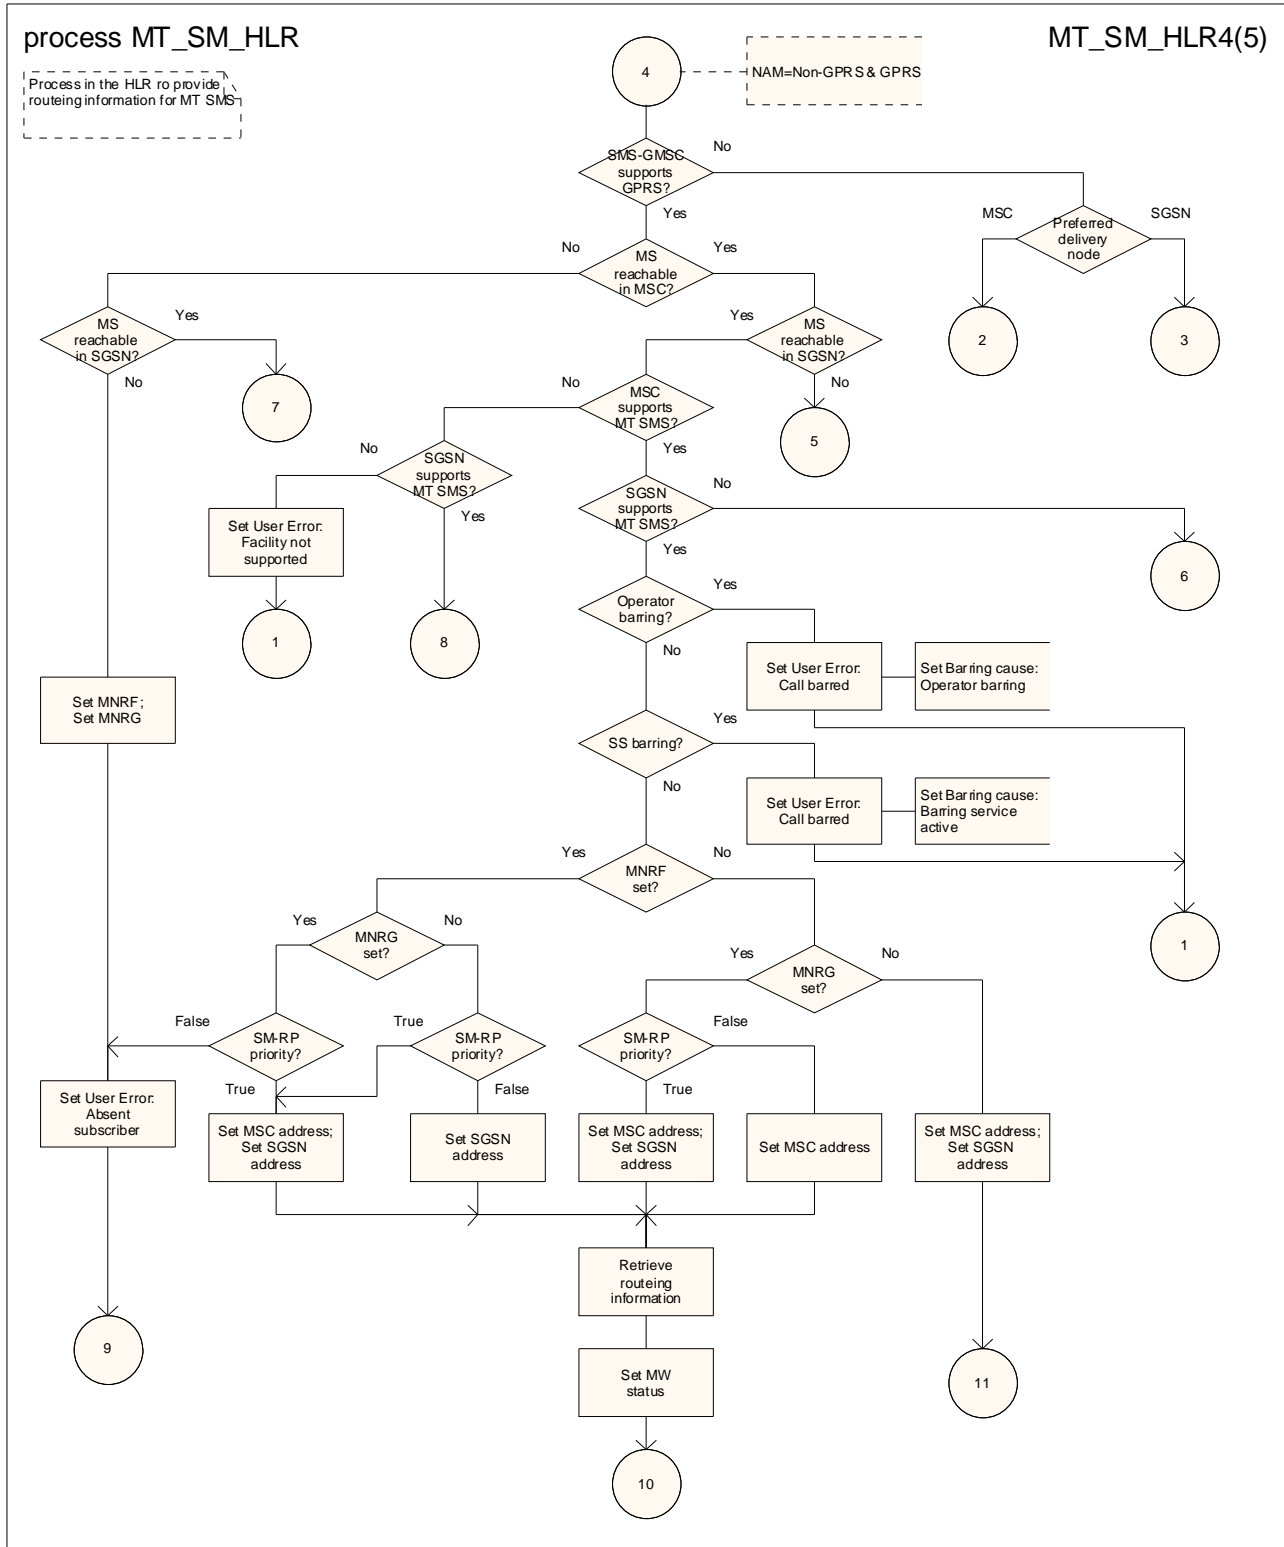 process MT_SM_HLR
MT_SM_HLR4(5)
Process in the HLR ro provide
routeing information for MT SMS
4
NAM=Non-GPRS & GPRS
SMS-GMSC
supports
GPRS?
No
Yes
MSC
SGSN
Preferred
delivery
node
No
Yes
MS
reachable
in MSC?
2
3
MS
reachable
in SGSN?
Yes
No
7
Yes
MS
reachable
in SGSN?
No
5
No
MSC
supports
MT SMS?
Yes
No
SGSN
supports
MT SMS?
Yes
SGSN
supports
MT SMS?
No
Yes
6
Set User Error:
Facility not
supported
1
8
Operator
barring?
Yes
No
Set User Error:
Call barred
Set Barring cause:
Operator barring
Set MNRF;
Set MNRG
SS barring?
Yes
No
Set User Error:
Call barred
Set Barring cause:
Barring service
active
Yes
MNRF
set?
No
1
Yes
MNRG
set?
No
Yes
MNRG
set?
No
False
SM-RP
priority?
True
True
SM-RP
priority?
False
SM-RP
priority?
False
True
Set User Error:
Absent
subscriber
Set MSC address;
Set SGSN
address
Set SGSN
address
Set MSC address;
Set SGSN
address
Set MSC address
Set MSC address;
Set SGSN
address
Retrieve
routeing
information
9
Set MW
status
11
10